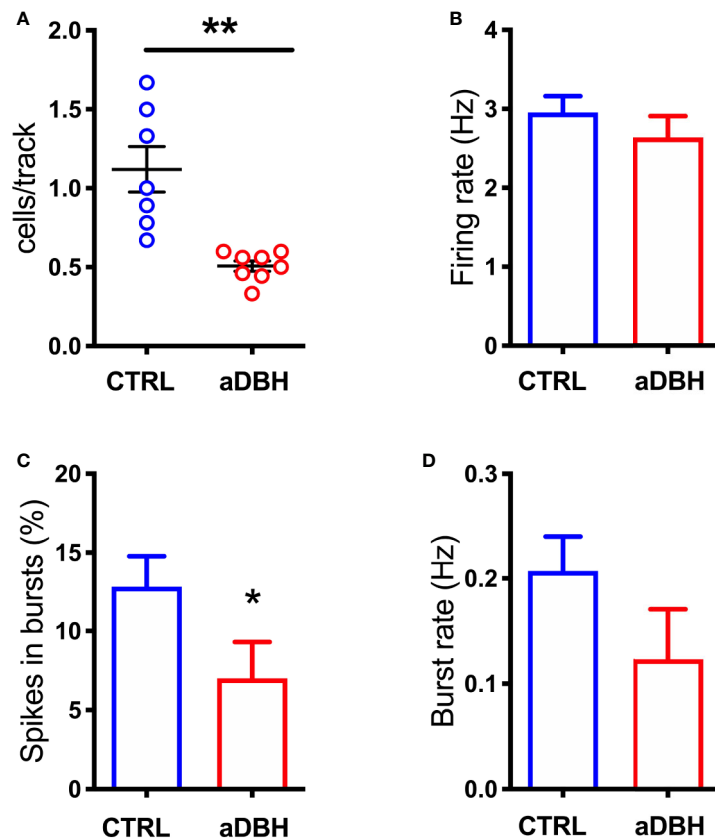 A
2.0
**
1.5
1.0
0.5
0.0
cells/track
CTRL aDBH
B
4
3
2
1
0
Firing rate (Hz)
CTRL aDBH
C
20
15
10
5
0
*
Spikes in bursts (%)
CTRL aDBH
D
0.3
0.2
0.1
0.0
Burst rate (Hz)
CTRL aDBH